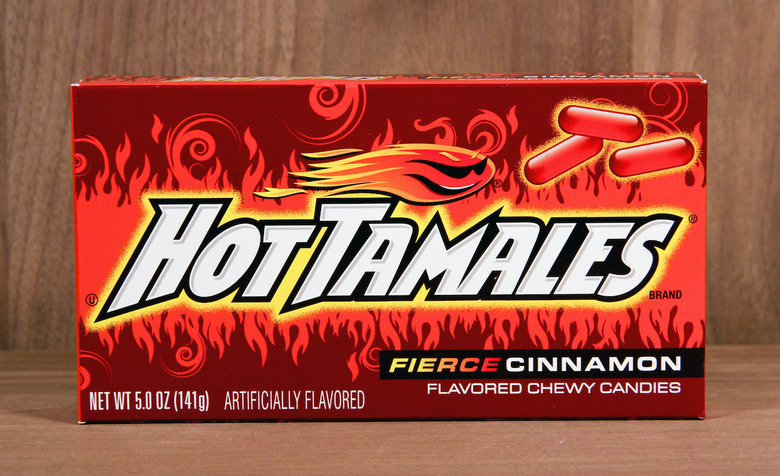 HOT TAMALES
®
®
U
BRAND
FIERCE CINNAMON
FLAVORED CHEWY CANDIES
NET WT 5.0 OZ (141g) ARTIFICIALLY FLAVORED